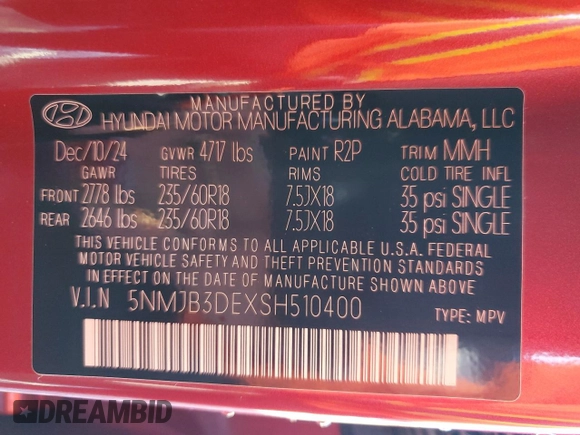 MANUFACTURED BY
HYUNDAI MOTOR MANUFACTURING ALABAMA, LLC
Dec/10/24 GVWR 4717 lbs PAINT R2P TRIM MMH
GAWR TIRES RIMS COLD TIRE INFL
FRONT 2778 lbs 235/60R18 7.5JX18 35 psi SINGLE
REAR 2646 lbs 235/60R18 7.5JX18 35 psi SINGLE
THIS VEHICLE CONFORMS TO ALL APPLICABLE U.S.A. FEDERAL
MOTOR VEHICLE SAFETY AND THEFT PREVENTION STANDARDS
IN EFFECT ON THE DATE OF MANUFACTURE SHOWN ABOVE.
V.I.N 5NMJB3DEXSH510400
TYPE: MPV
DREAMBID